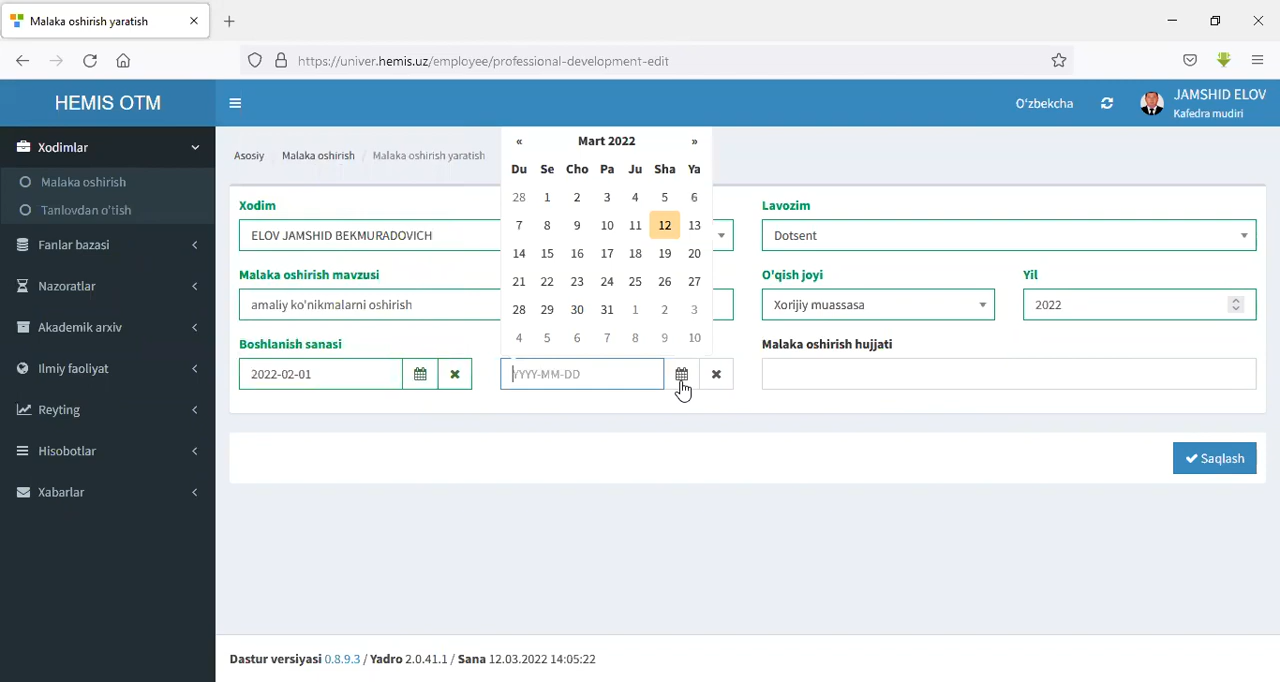 Malaka oshirish yaratish
https://univer.hemis.uz/employee/professional-development-edit
HEMIS OTM
O'zbekcha
JAMSHID ELOV
Kafedra mudiri
Xodimlar
Malaka oshirish
Tanlovdan o'tish
Fanlar bazasi
Nazoratlar
Akademik arxiv
Ilmiy faoliyat
Reyting
Hisobotlar
Xabarlar
Asosiy / Malaka oshirish / Malaka oshirish yaratish
« Mart 2022 »
Du Se Cho Pa Ju Sha Ya
28 1 2 3 4 5 6
7 8 9 10 11 12 13
14 15 16 17 18 19 20
21 22 23 24 25 26 27
28 29 30 31 1 2 3
4 5 6 7 8 9 10
Xodim
ELOV JAMSHID BEKMURADOVICH
Lavozim
Dotsent
Malaka oshirish mavzusi
amaliy ko'nikmalarni oshirish
O'qish joyi
Xorijiy muassasa
Yil
2022
Boshlanish sanasi
2022-02-01
YYYY-MM-DD
Malaka oshirish hujjati
Saqlash
Dastur versiyasi 0.8.9.3 / Yadro 2.0.41.1 / Sana 12.03.2022 14:05:22